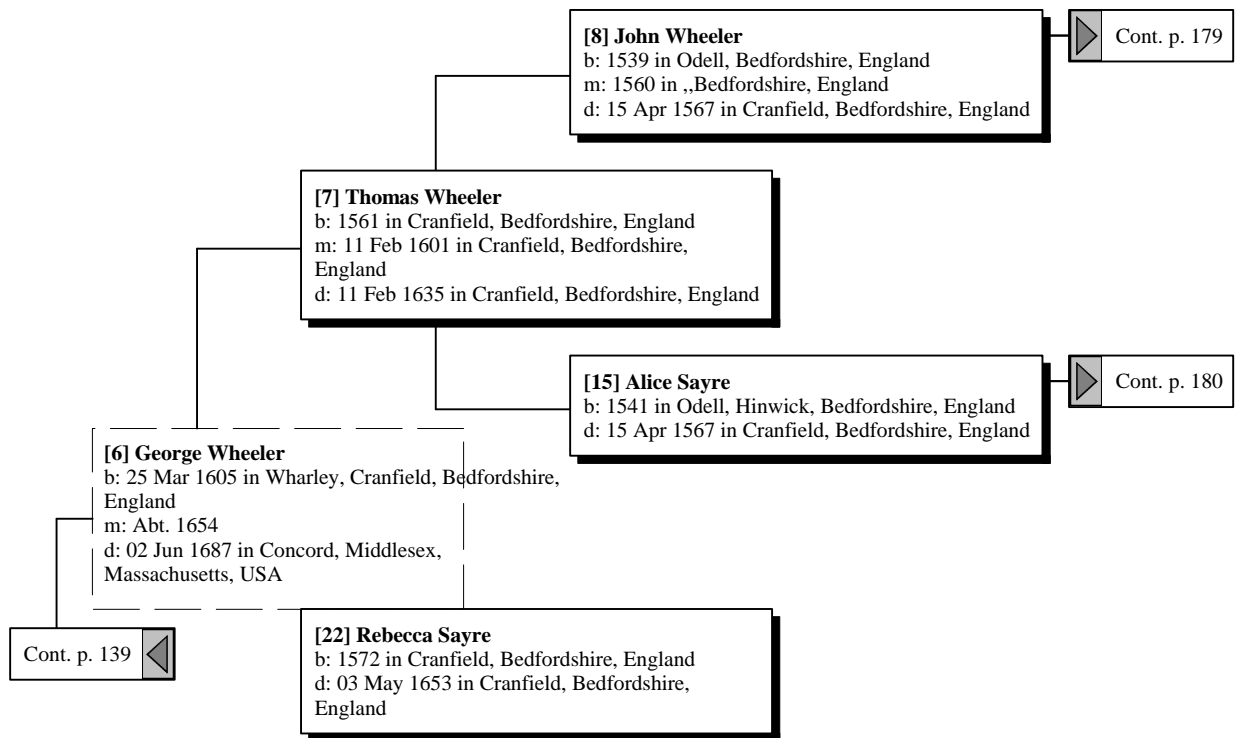 [8] John Wheeler
b: 1539 in Odell, Bedfordshire, England
m: 1560 in ,,Bedfordshire, England
d: 15 Apr 1567 in Cranfield, Bedfordshire, England
Cont. p. 179
[7] Thomas Wheeler
b: 1561 in Cranfield, Bedfordshire, England
m: 11 Feb 1601 in Cranfield, Bedfordshire,
England
d: 11 Feb 1635 in Cranfield, Bedfordshire, England
[15] Alice Sayre
b: 1541 in Odell, Hinwick, Bedfordshire, England
d: 15 Apr 1567 in Cranfield, Bedfordshire, England
Cont. p. 180
[6] George Wheeler
b: 25 Mar 1605 in Wharley, Cranfield, Bedfordshire,
England
m: Abt. 1654
d: 02 Jun 1687 in Concord, Middlesex,
Massachusetts, USA
Cont. p. 139
[22] Rebecca Sayre
b: 1572 in Cranfield, Bedfordshire, England
d: 03 May 1653 in Cranfield, Bedfordshire,
England